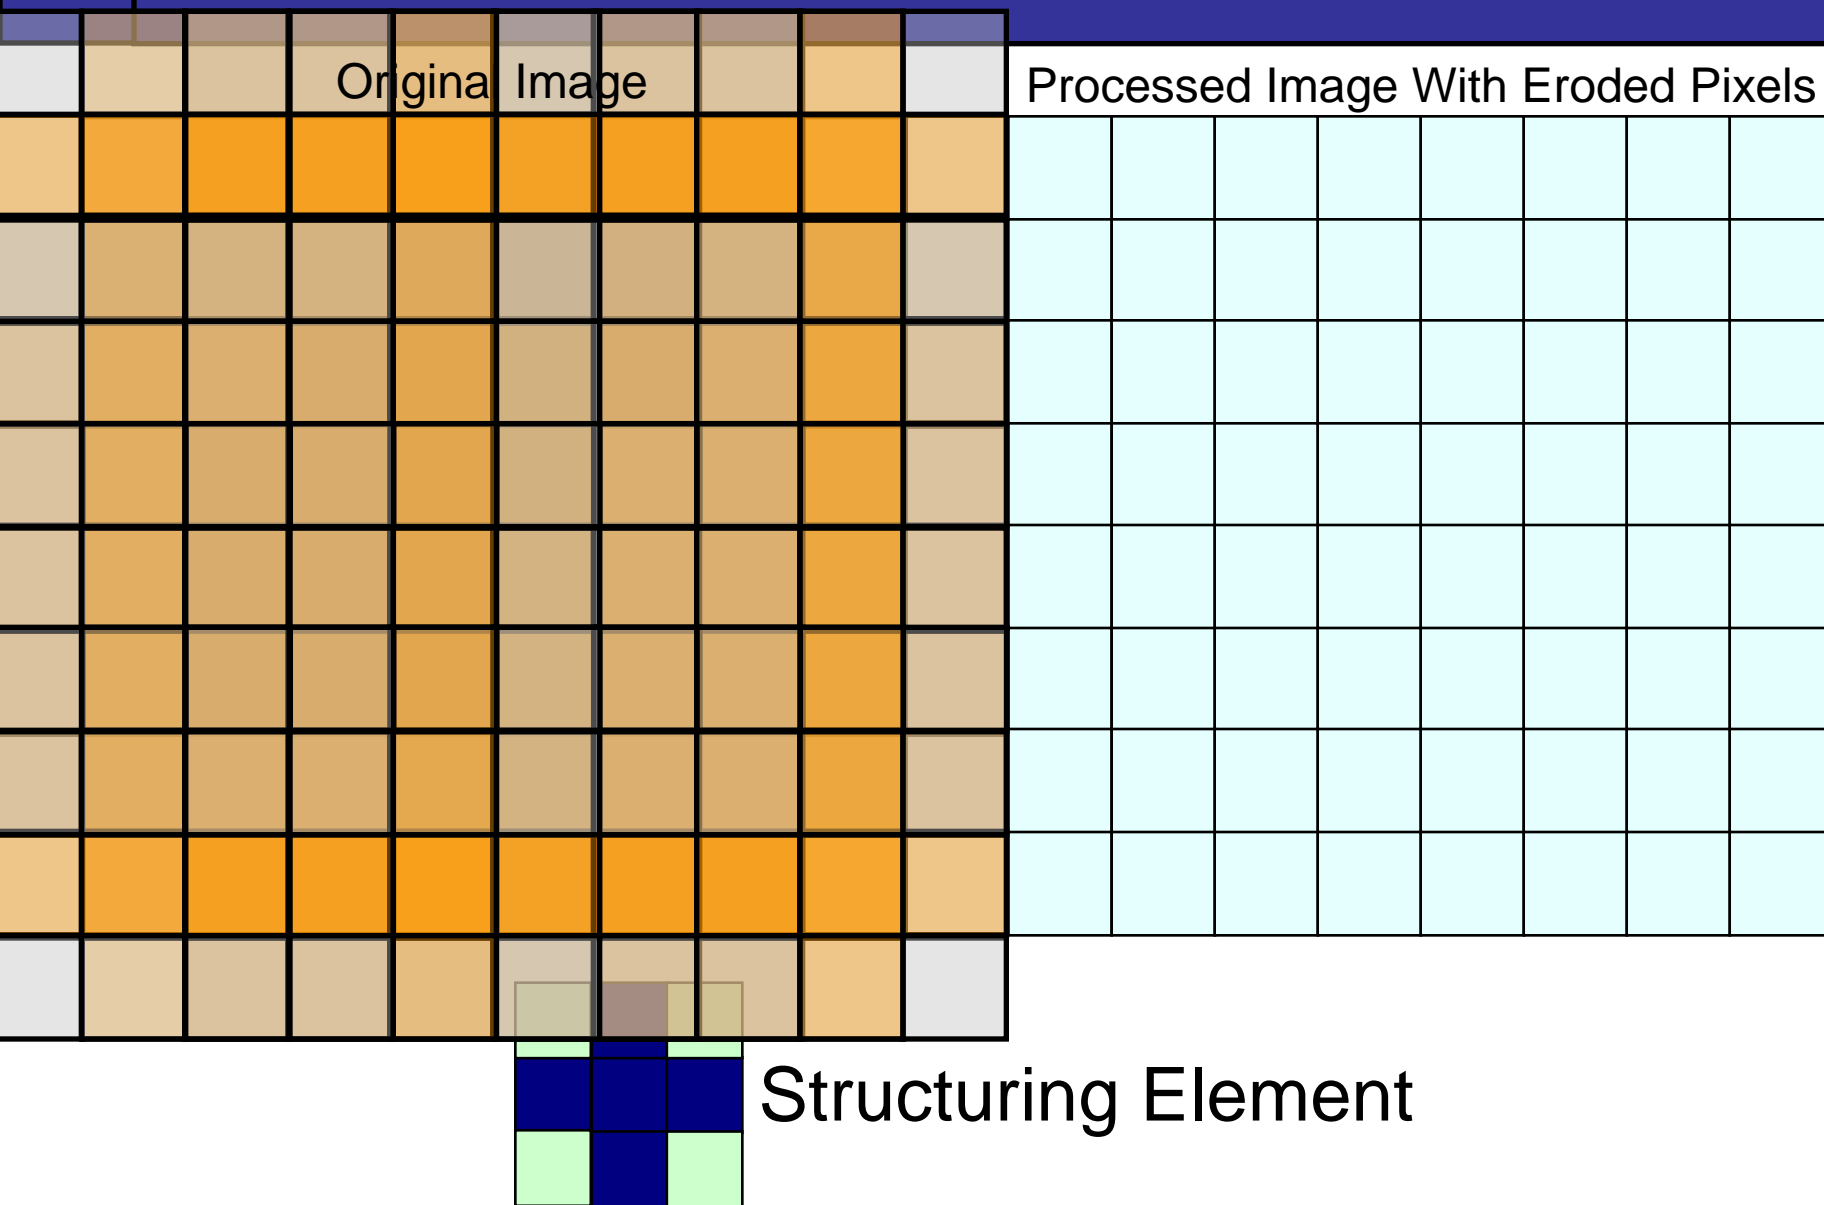 Original Image
Processed Image With Eroded Pixels
Structuring Element